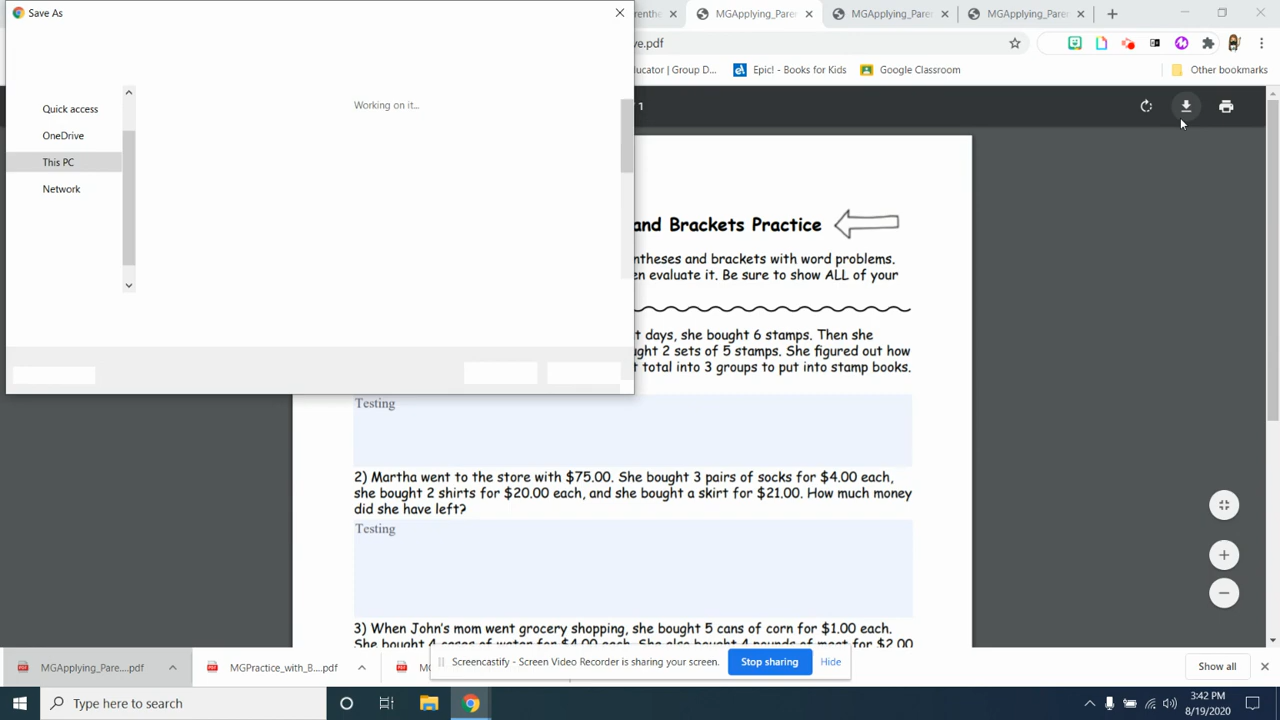 Save As
Quick access
OneDrive
This PC
Network
Working on it...
MGApplying_Parer
MGApplying_Parer
MGApplying_Parer
ve.pdf
Epic! - Books for Kids
Google Classroom
Other bookmarks
1
and Brackets Practice
ntheses and brackets with word problems.
en evaluate it. Be sure to show ALL of your
t days, she bought 6 stamps. Then she
ght 2 sets of 5 stamps. She figured out how
t total into 3 groups to put into stamp books.
Testing
2) Martha went to the store with $75.00. She bought 3 pairs of socks for $4.00 each,
she bought 2 shirts for $20.00 each, and she bought a skirt for $21.00. How much money
did she have left?
Testing
3) When John's mom went grocery shopping, she bought 5 cans of corn for $1.00 each.
MGApplying_Pare....pdf
MGPractice_with_B....pdf
Screencastify - Screen Video Recorder is sharing your screen.
Stop sharing
Hide
Show all
Type here to search
3:42 PM
8/19/2020